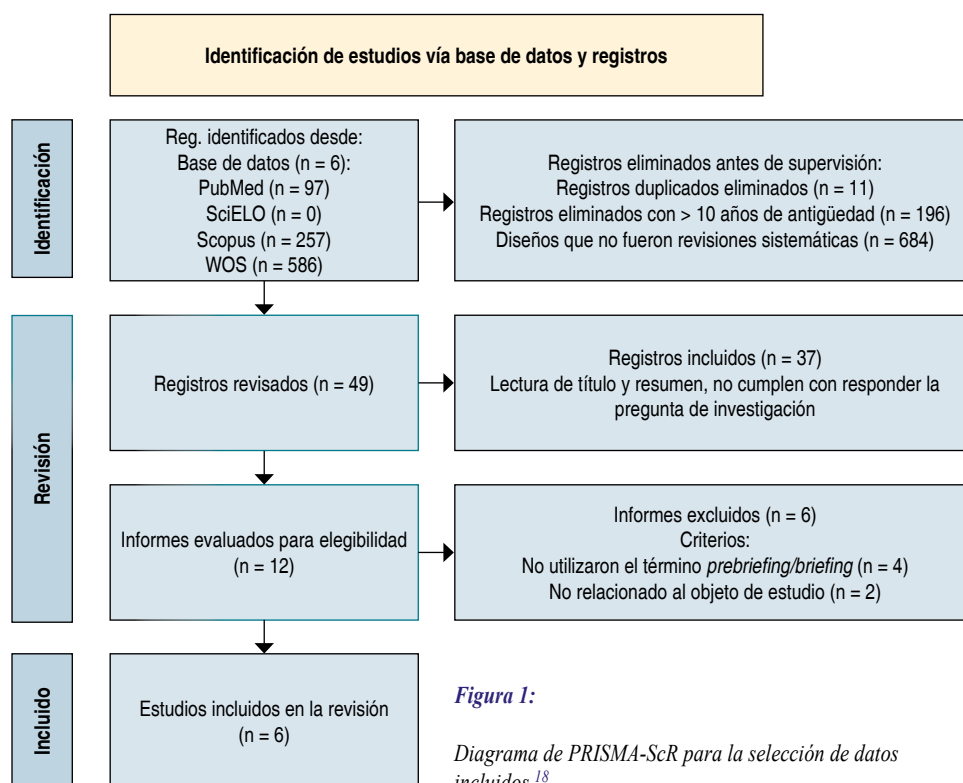 Identificación de estudios vía base de datos y registros
Identificación
Reg. identificados desde:
Base de datos (n = 6):
PubMed (n = 97)
SciELO (n = 0)
Scopus (n = 257)
WOS (n = 586)
Registros eliminados antes de supervisión:
Registros duplicados eliminados (n = 11)
Registros eliminados con > 10 años de antigüedad (n = 196)
Diseños que no fueron revisiones sistemáticas (n = 684)
Revisión
Registros revisados (n = 49)
Registros incluidos (n = 37)
Lectura de título y resumen, no cumplen con responder la
pregunta de investigación
Informes evaluados para elegibilidad
(n = 12)
Informes excluidos (n = 6)
Criterios:
No utilizaron el término prebriefing/briefing (n = 4)
No relacionado al objeto de estudio (n = 2)
Incluido
Estudios incluidos en la revisión
(n = 6)
Figura 1:
Diagrama de PRISMA-ScR para la selección de datos
incluidos.18